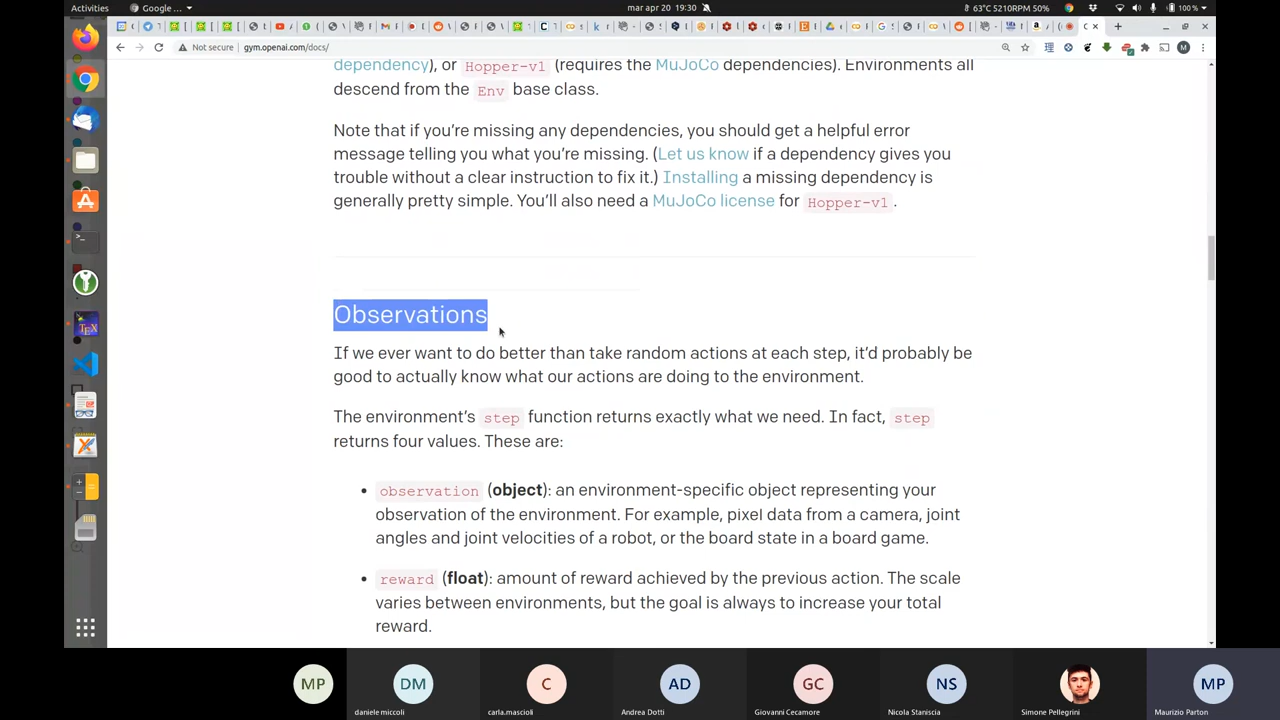 Activities
Google ...
mar apr 20 19:30
63°C 5210RPM 50%
100 %
Not secure
gym.openai.com/docs/
dependency), or Hopper-v1 (requires the MuJoCo dependencies). Environments all
descend from the Env base class.
Note that if you're missing any dependencies, you should get a helpful error
message telling you what you're missing. (Let us know if a dependency gives you
trouble without a clear instruction to fix it.) Installing a missing dependency is
generally pretty simple. You'll also need a MuJoCo license for Hopper-v1.
Observations
If we ever want to do better than take random actions at each step, it'd probably be
good to actually know what our actions are doing to the environment.
The environment's step function returns exactly what we need. In fact, step
returns four values. These are:
• observation (object): an environment-specific object representing your
observation of the environment. For example, pixel data from a camera, joint
angles and joint velocities of a robot, or the board state in a board game.
• reward (float): amount of reward achieved by the previous action. The scale
varies between environments, but the goal is always to increase your total
reward.
MP
DM
C
AD
GC
NS
MP
daniele miccoli
carla.mascioli
Andrea Dotti
Giovanni Cecamore
Nicola Staniscia
Simone Pellegrini
Maurizio Parton